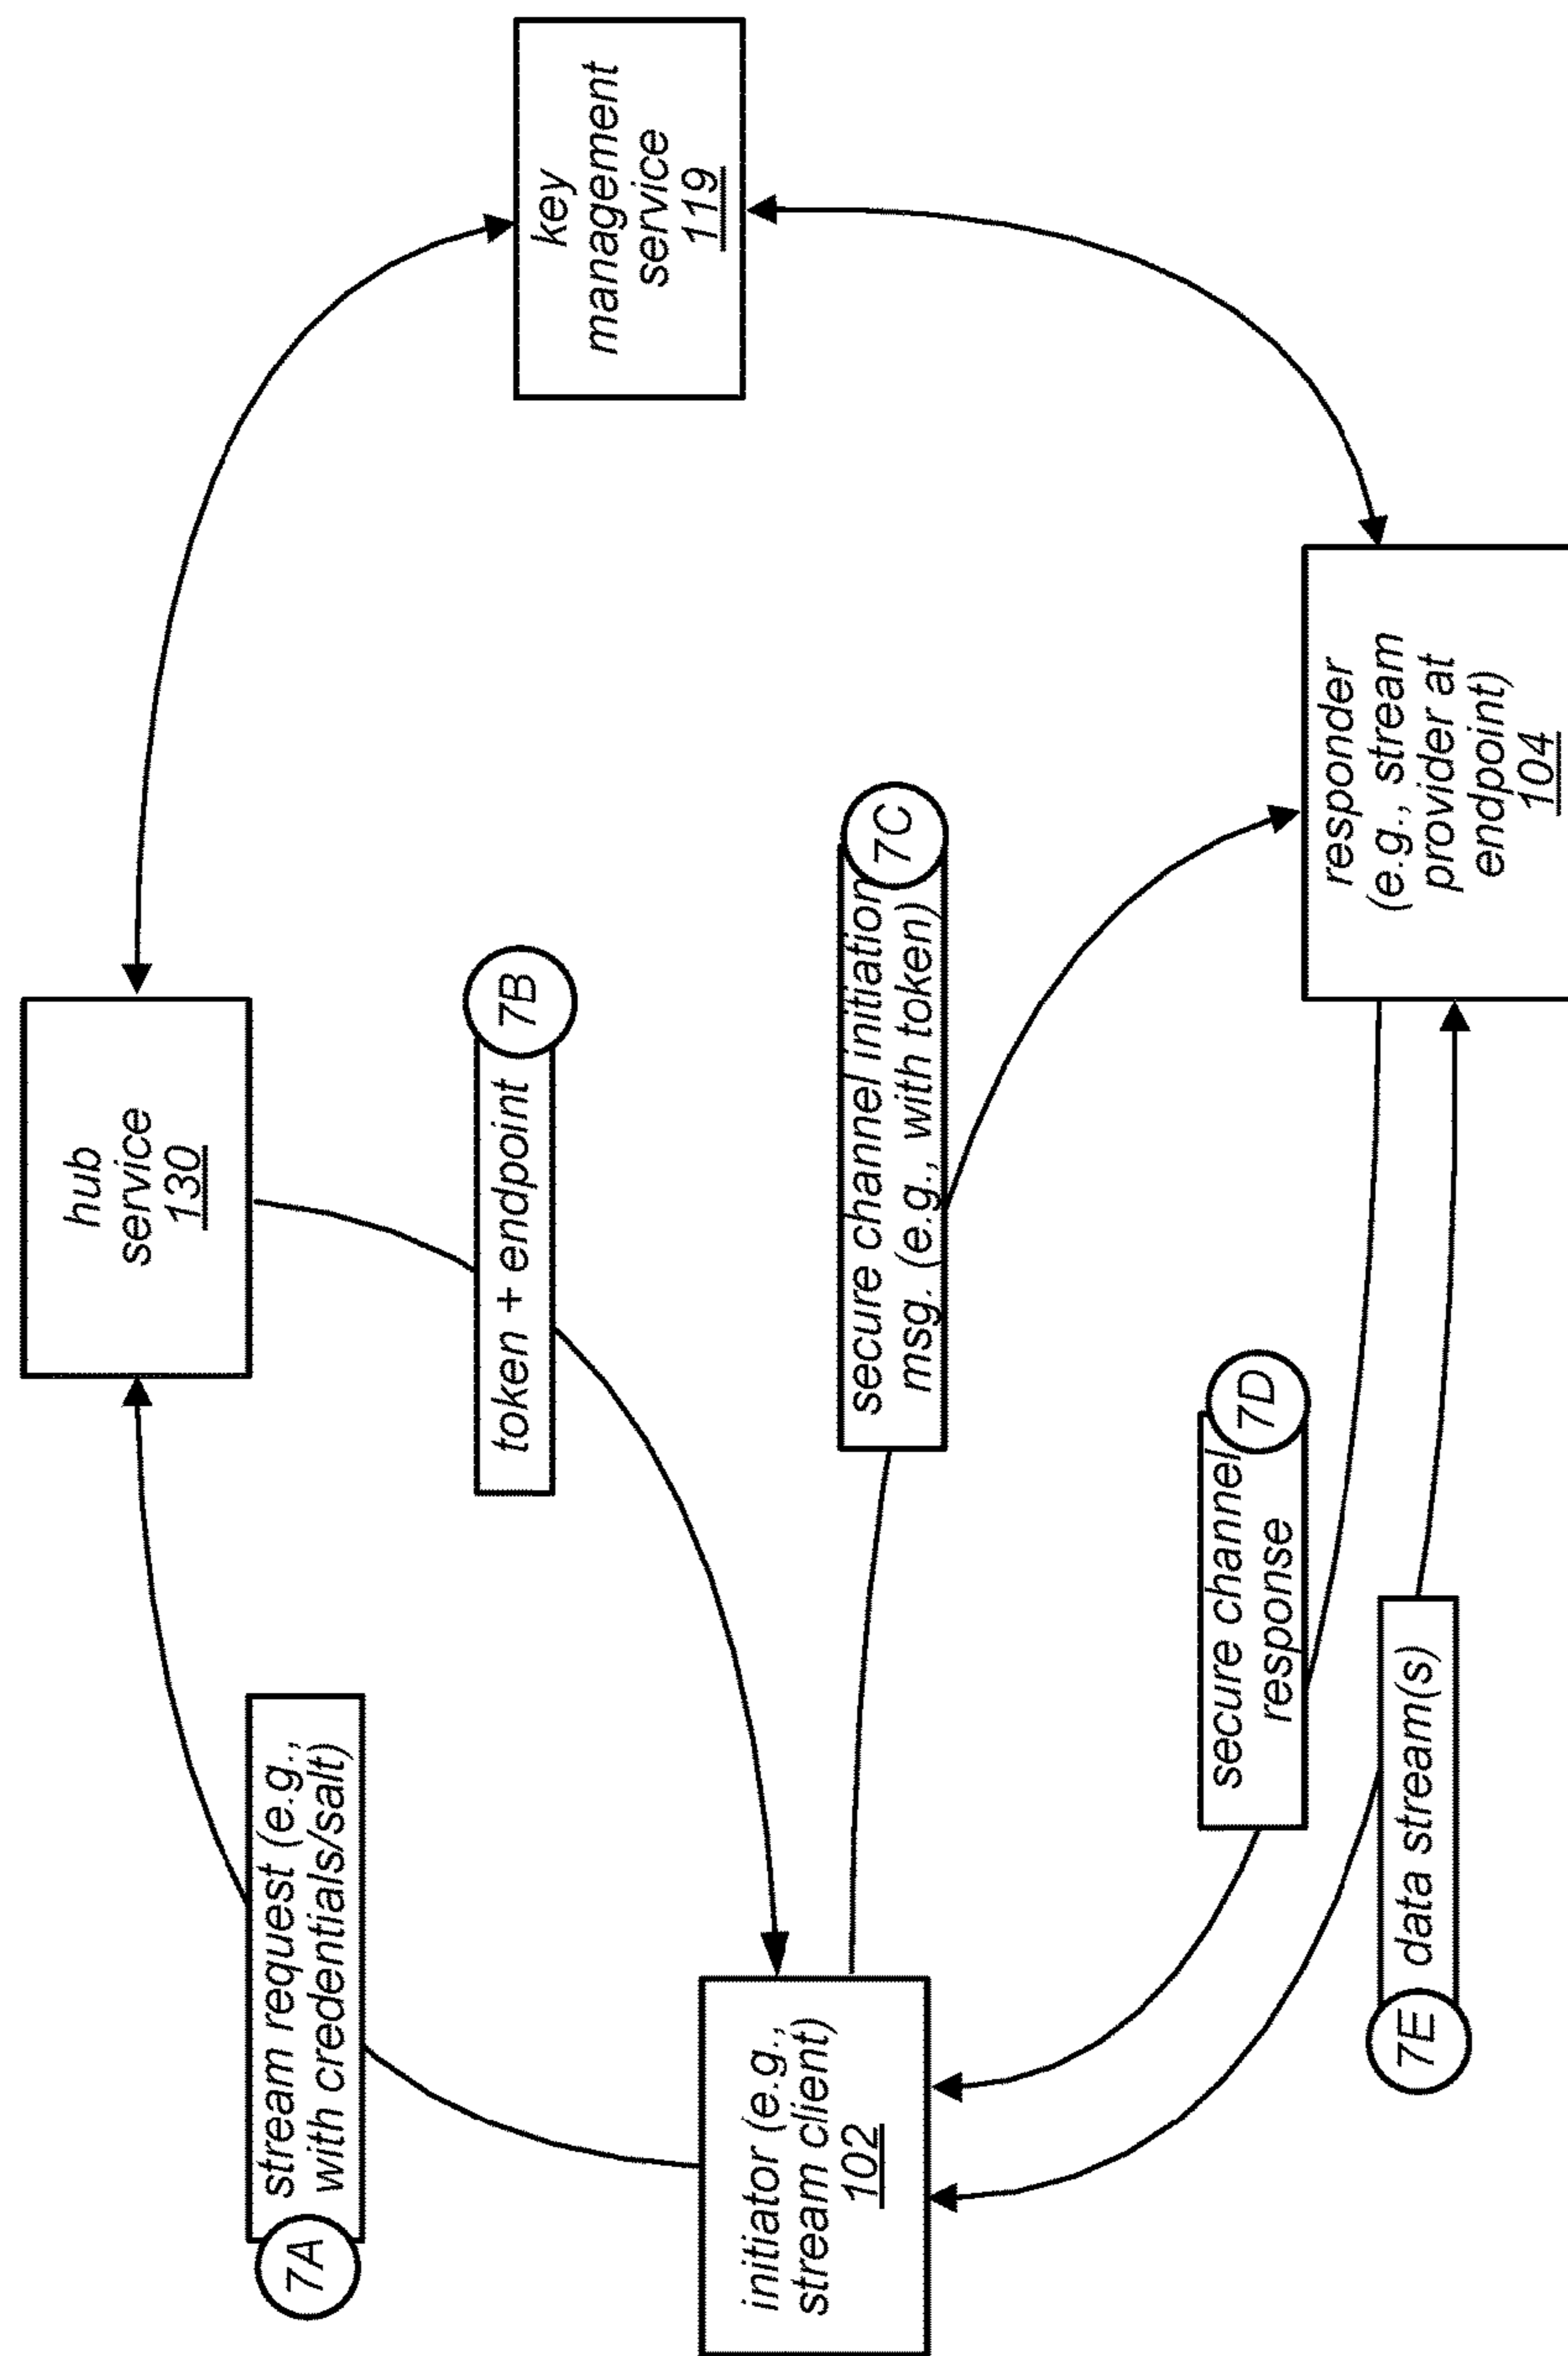 7A
stream request (e.g.,
with credentials/salt)
hub
service
130
7B
token + endpoint
key
management
service
119
initiator (e.g.,
stream client)
102
7C
secure channel initiation
msg. (e.g., with token)
7D
secure channel
response
7E
data stream(s)
responder
(e.g., stream
provider at
endpoint)
104